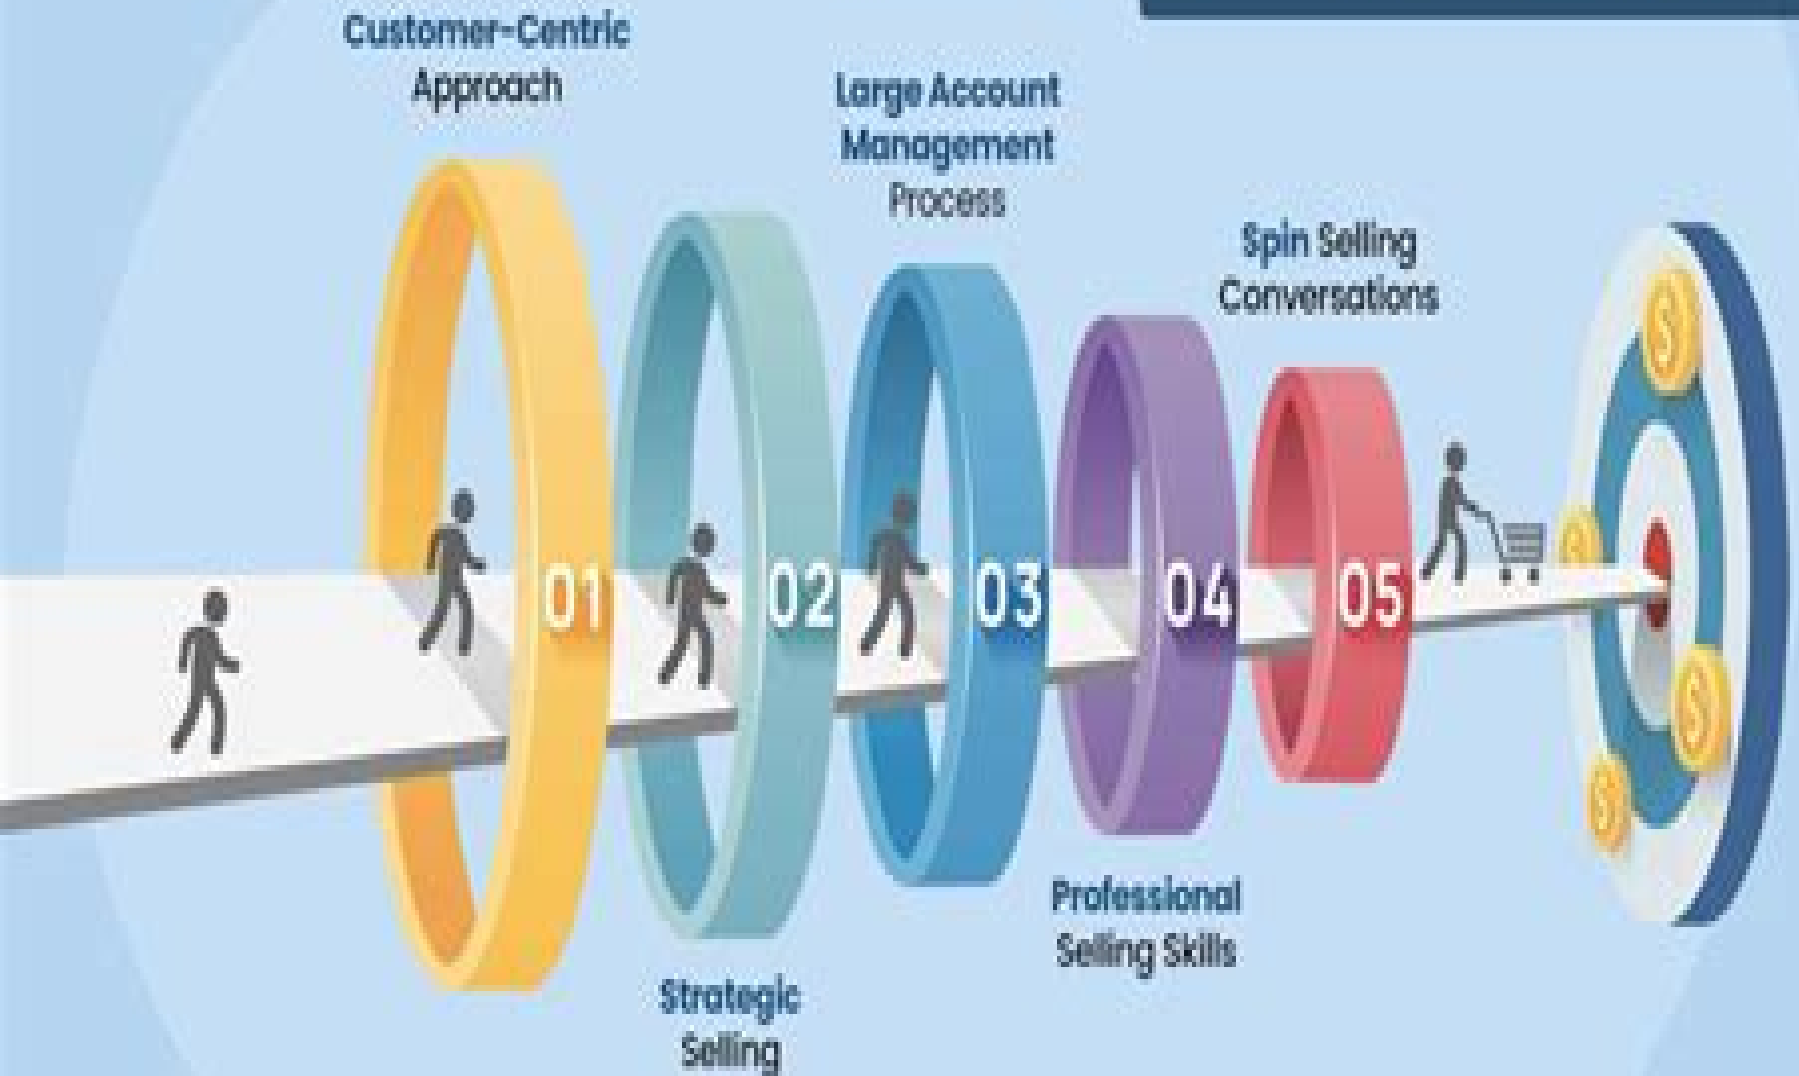 Customer-Centric
Approach
Large Account
Management
Process
Spin Selling
Conversations
01
02
03
04
05
Professional
Selling Skills
Strategic
Selling
$
$
$